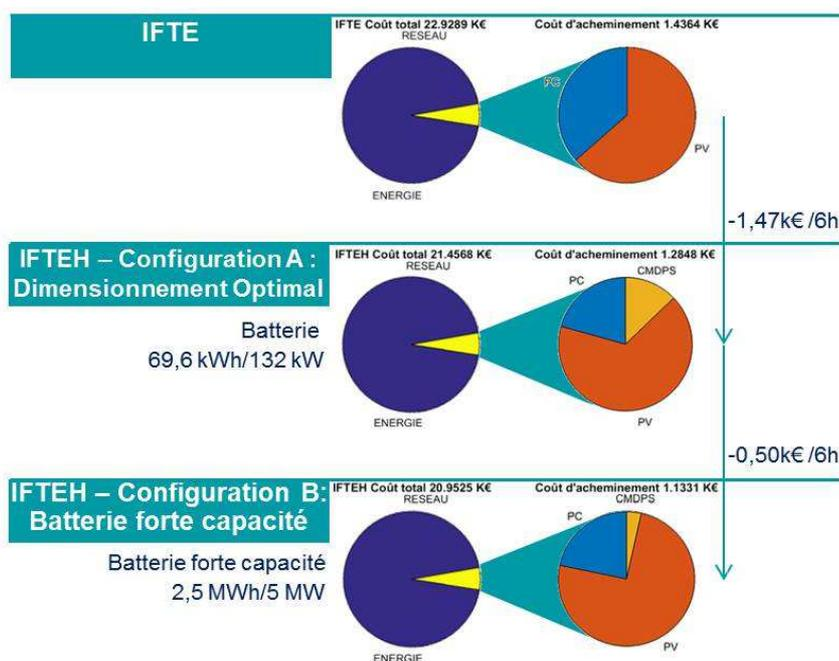 IFTE
IFTE Coût total 22.9289 K€
RESEAU
ENERGIE
Coût d'acheminement 1.4364 K€
PC
PV
-1,47k€ /6h
IFTEH – Configuration A :
Dimensionnement Optimal
Batterie
69,6 kWh/132 kW
IFTEH Coût total 21.4568 K€
RESEAU
ENERGIE
Coût d'acheminement 1.2848 K€
CMDPS
PC
PV
-0,50k€ /6h
IFTEH – Configuration B:
Batterie forte capacité
Batterie forte capacité
2,5 MWh/5 MW
IFTEH Coût total 20.9525 K€
RESEAU
ENERGIE
Coût d'acheminement 1.1331 K€
CMDPS
PC
PV